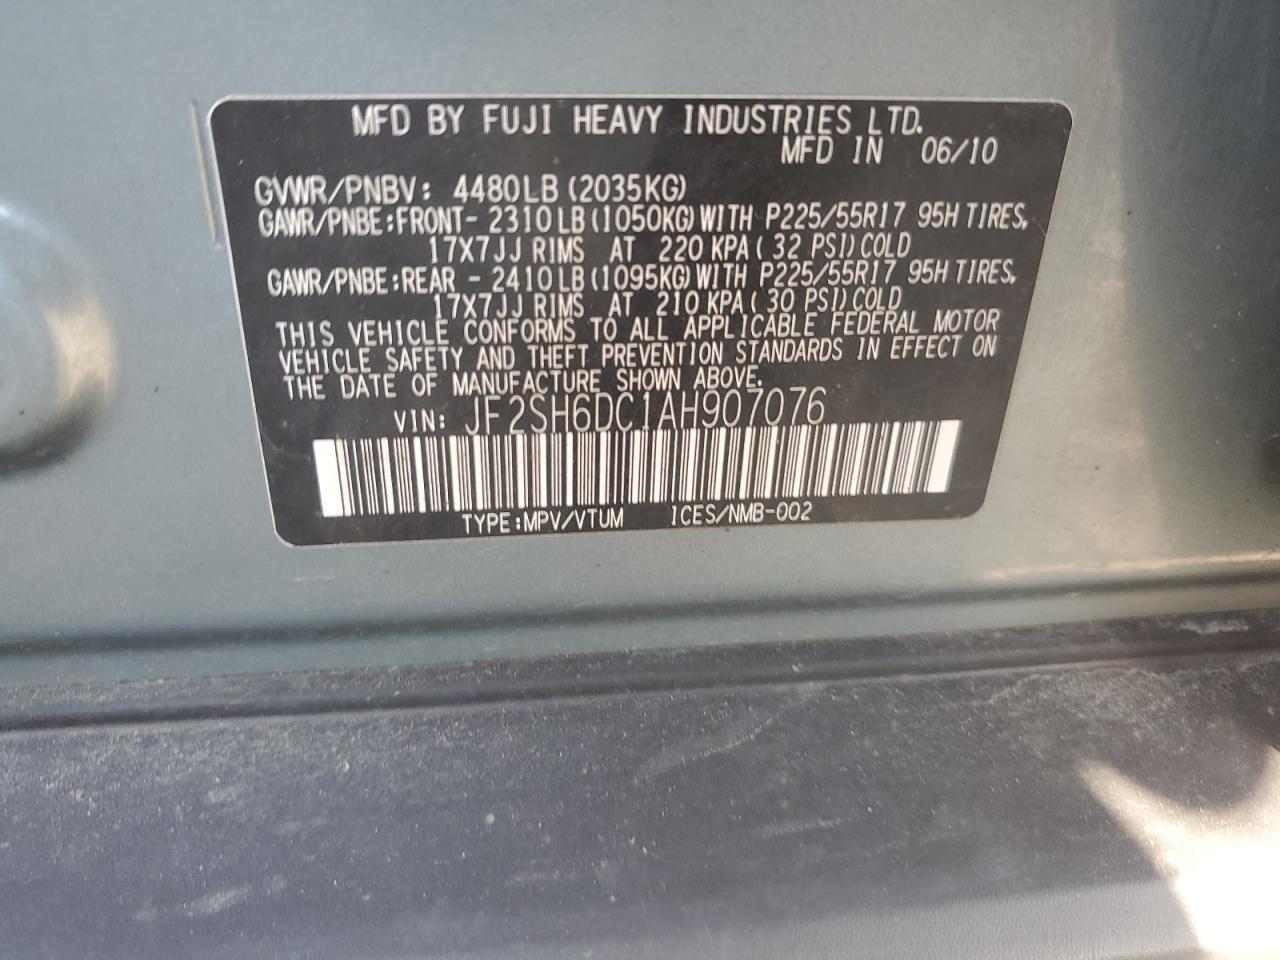 MFD BY FUJI HEAVY INDUSTRIES LTD.
MFD IN 06/10
GVWR/PNBV: 4480LB (2035KG)
GAWR/PNBE:FRONT- 2310LB(1050KG)WITH P225/55R17 95H TIRES,
17X7JJ RIMS AT 220 KPA( 32 PSI)COLD
GAWR/PNBE:REAR - 2410LB(1095KG)WITH P225/55R17 95H TIRES,
17X7JJ RIMS AT 210 KPA( 30 PSI)COLD
THIS VEHICLE CONFORMS TO ALL APPLICABLE FEDERAL MOTOR
VEHICLE SAFETY AND THEFT PREVENTION STANDARDS IN EFFECT ON
THE DATE OF MANUFACTURE SHOWN ABOVE.
VIN: JF2SH6DC1AH907076
TYPE:MPV/VTUM ICES/NMB-002